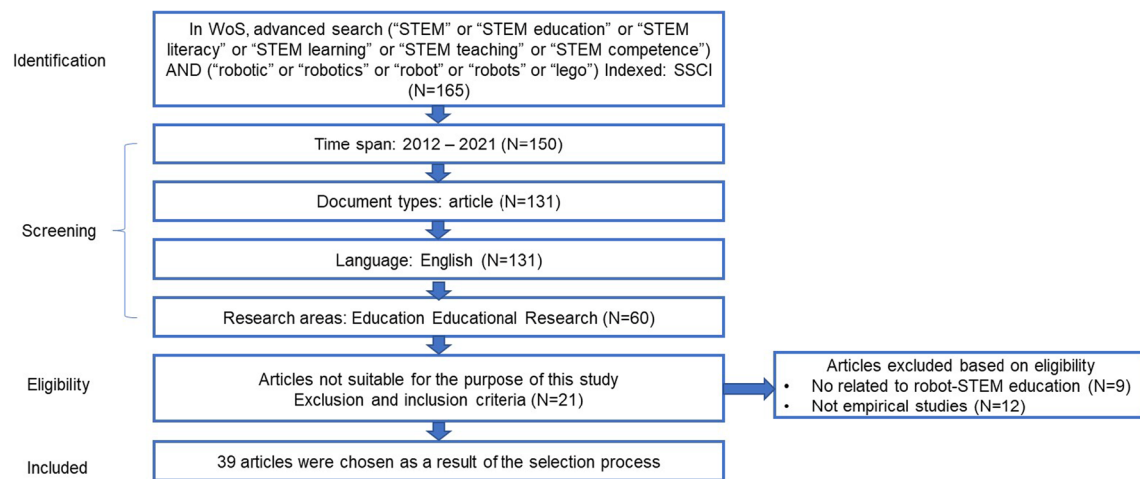 Identification
In WoS, advanced search (“STEM” or “STEM education” or “STEM
literacy” or “STEM learning” or “STEM teaching” or “STEM competence”)
AND (“robotic” or “robotics” or “robot” or “robots” or “lego”) Indexed: SSCI
(N=165)
Screening
Time span: 2012 – 2021 (N=150)
Document types: article (N=131)
Language: English (N=131)
Research areas: Education Educational Research (N=60)
Eligibility
Articles not suitable for the purpose of this study
Exclusion and inclusion criteria (N=21)
Articles excluded based on eligibility
• No related to robot-STEM education (N=9)
• Not empirical studies (N=12)
Included
39 articles were chosen as a result of the selection process